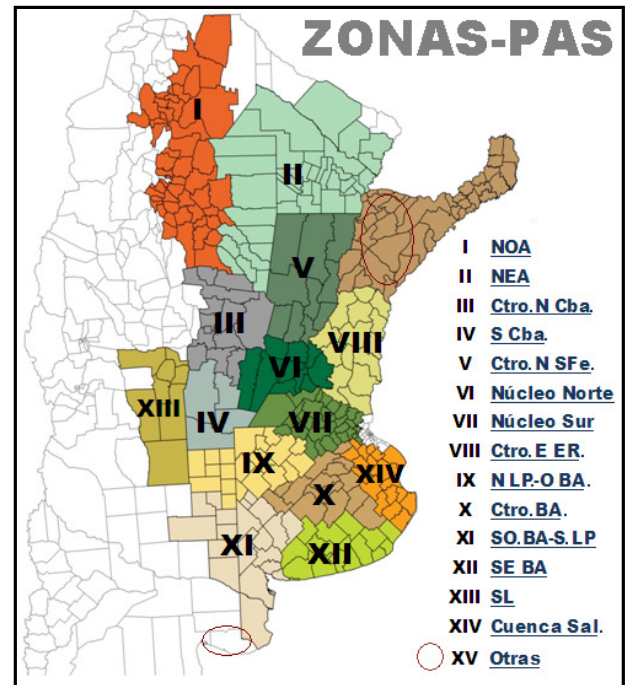 ZONAS-PAS
I
II
V
III
VIII
VI
XIII
IV
VII
IX
XIV
X
XI
XII
I NOA
II NEA
III Ctro.N Cba.
IV S Cba.
V Ctro.N SFe.
VI Núcleo Norte
VII Núcleo Sur
VIII Ctro.E ER.
IX N LP.-O BA.
X Ctro.BA.
XI SO.BA-S.LP
XII SE BA
XIII SL
XIV Cuenca Sal.
XV Otras